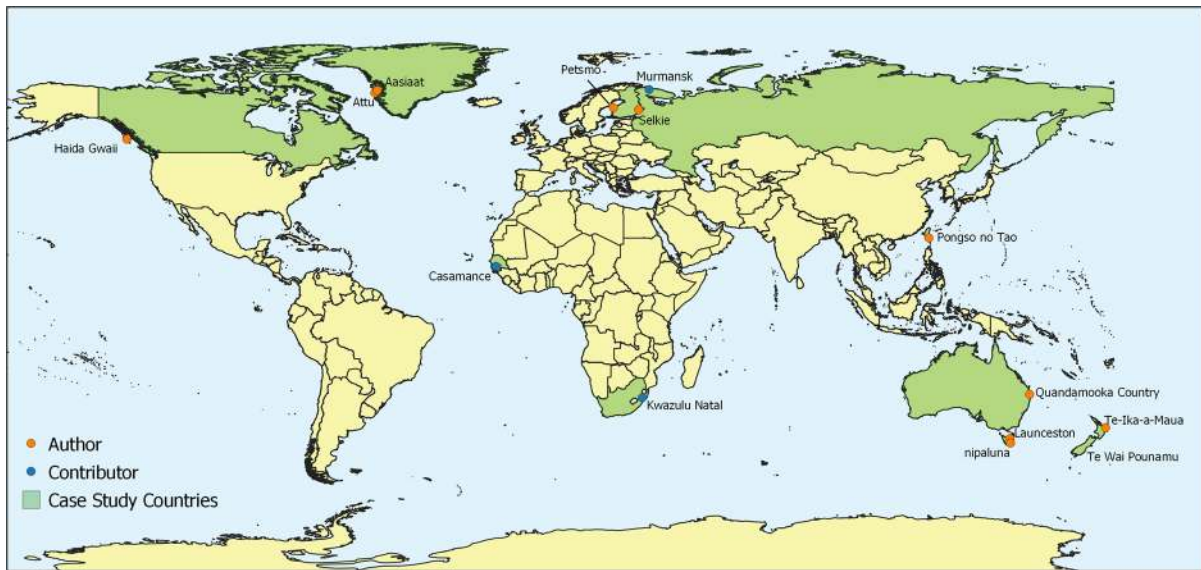 Petsmo
Murmansk
Aasiaat
Attu
Selkie
Haida Gwaii
Pongso no Tao
Casamance
Quandamooka Country
Kwazulu Natal
Te-Ika-a-Maua
Launceston
nipaluna
Te Wai Pounamu
Author
Contributor
Case Study Countries